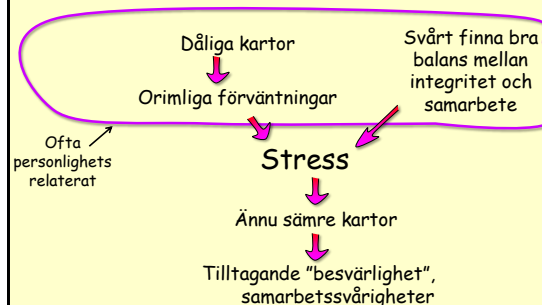 Dåliga kartor
Orimliga förväntningar
Svårt finna bra
balans mellan
integritet och
samarbete
Ofta
personlighets
relaterat
Stress
Ännu sämre kartor
Tilltagande ”besvärlighet”,
samarbetssvårigheter